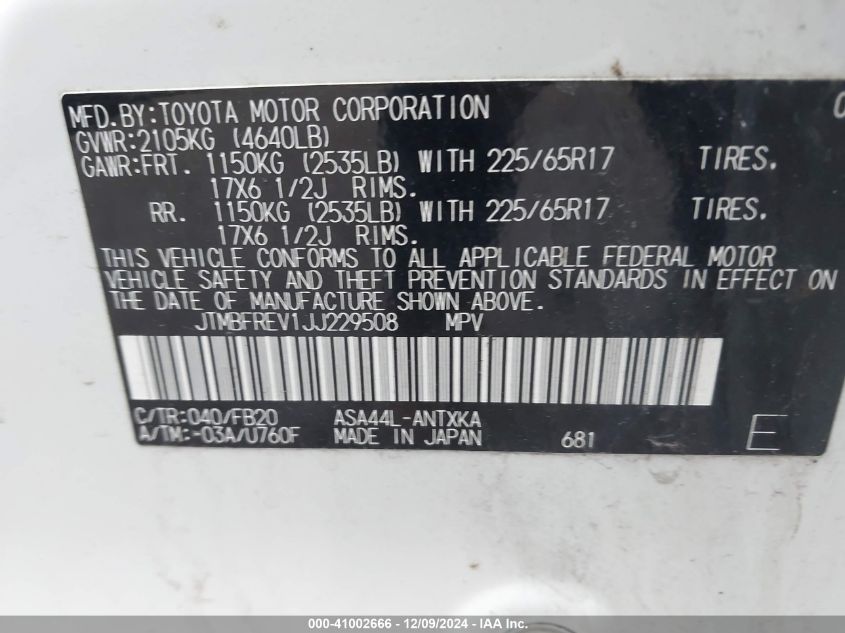 MFD.BY:TOYOTA MOTOR CORPORATION
GVWR:2105KG (4640LB)
GAWR:FRT. 1150KG (2535LB) WITH 225/65R17 TIRES.
17X6 1/2J RIMS.
RR. 1150KG (2535LB) WITH 225/65R17 TIRES.
17X6 1/2J RIMS.
THIS VEHICLE CONFORMS TO ALL APPLICABLE FEDERAL MOTOR
VEHICLE SAFETY AND THEFT PREVENTION STANDARDS IN EFFECT ON
THE DATE OF MANUFACTURE SHOWN ABOVE.
JTMBFREV1JJ229508 MPV
C/TR:040/FB20 ASA44L-ANTXKA
A/TM:-03A/U760F MADE IN JAPAN 681 E
000-41002666 - 12/09/2024 - IAA Inc.